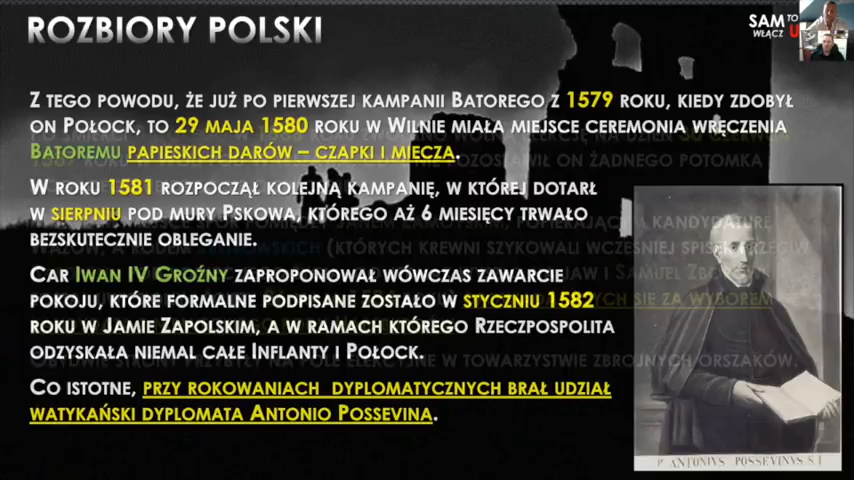 ROZBIORY POLSKI
SAM TO
WŁĄCZ U
Z TEGO POWODU, ŻE JUŻ PO PIERWSZEJ KAMPANII BATOREGO Z 1579 ROKU, KIEDY ZDOBYŁ
ON POŁOCK, TO 29 MAJA 1580 ROKU W WILNIE MIAŁA MIEJSCE CEREMONIA WRĘCZENIA
BATOREMU PAPIESKICH DARÓW – CZAPKI I MIECZA.
W ROKU 1581 ROZPOCZĄŁ KOLEJNĄ KAMPANIĘ, W KTÓREJ DOTARŁ
W SIERPNIU POD MURY PSKOWA, KTÓREGO AŻ 6 MIESIĘCY TRWAŁO
BEZSKUTECZNIE OBLEGANIE.
CAR IWAN IV GROŹNY ZAPROPONOWAŁ WÓWCZAS ZAWARCIE
POKOJU, KTÓRE FORMALNE PODPISANE ZOSTAŁO W STYCZNIU 1582
ROKU W JAMIE ZAPOLSKIM, A W RAMACH KTÓREGO RZECZPOSPOLITA
ODZYSKAŁA NIEMAL CAŁE INFLANTY I POŁOCK.
CO ISTOTNE, PRZY ROKOWANIACH DYPLOMATYCZNYCH BRAŁ UDZIAŁ
WATYKAŃSKI DYPLOMATA ANTONIO POSSEVINA.
P. ANTONIVS POSSEVINVS S.I